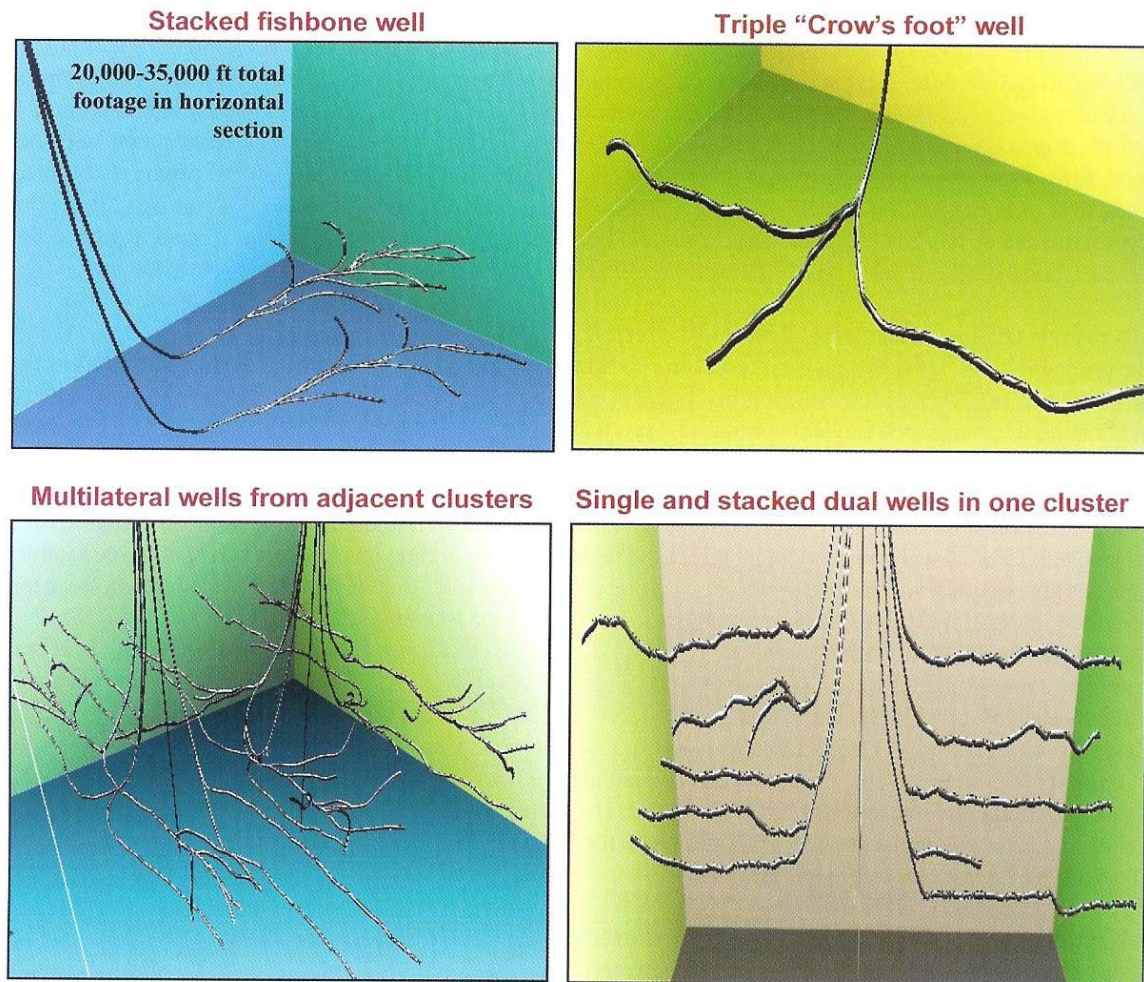 Stacked fishbone well
20,000-35,000 ft total
footage in horizontal
section
Triple “Crow’s foot” well
Multilateral wells from adjacent clusters
Single and stacked dual wells in one cluster